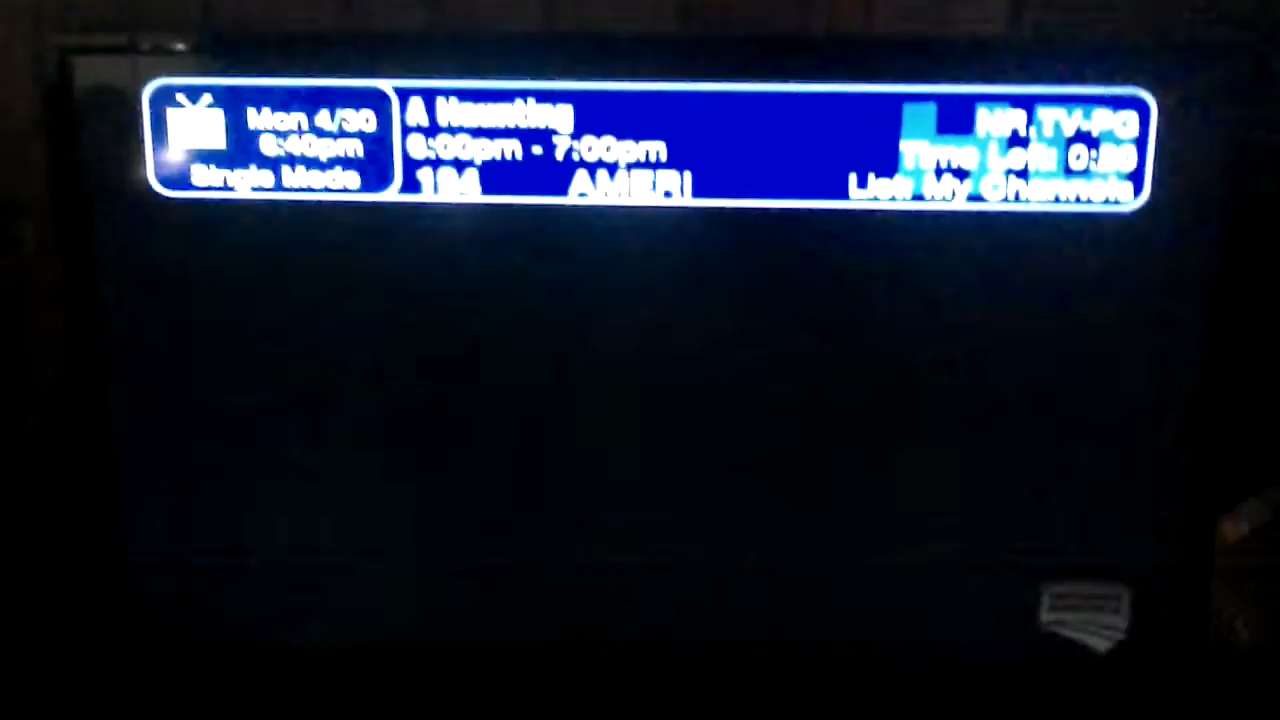 Mon 4/30
6:40pm
Single Mode
A Haunting
6:00pm - 7:00pm
194 AMERI
NR,TV-PG
Time Left: 0:20
List: My Channels